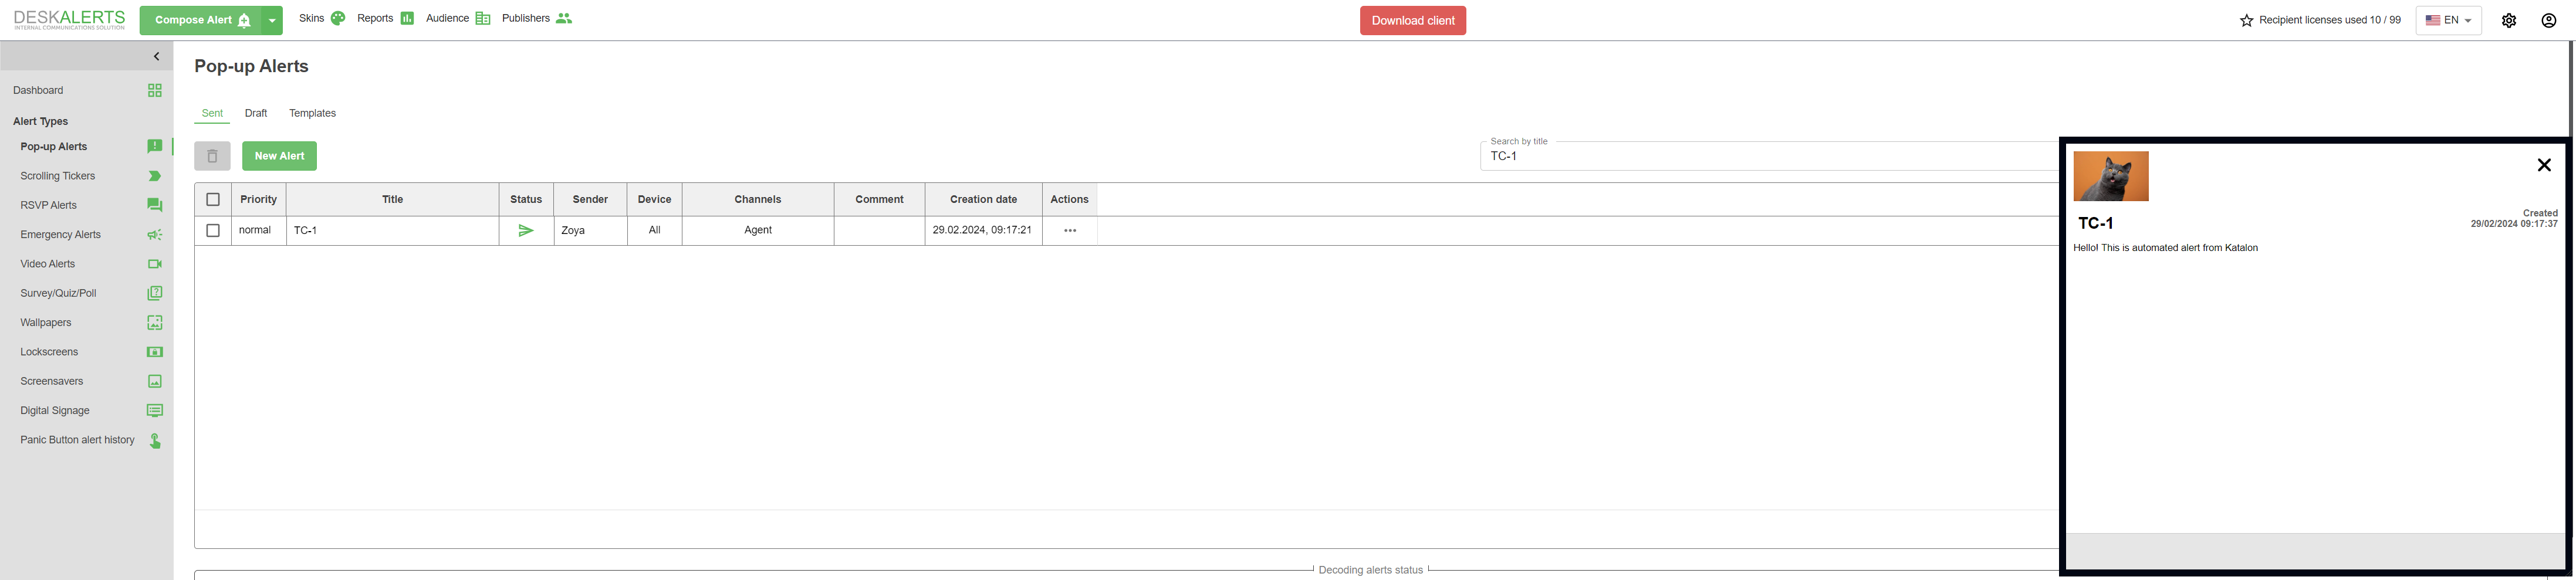 DESKALERTS
INTERNAL COMMUNICATIONS SOLUTION
Compose Alert
Skins
Reports
Audience
Publishers
Download client
Recipient licenses used 10 / 99
EN
Dashboard
Alert Types
Pop-up Alerts
Scrolling Tickers
RSVP Alerts
Emergency Alerts
Video Alerts
Survey/Quiz/Poll
Wallpapers
Lockscreens
Screensavers
Digital Signage
Panic Button alert history
Pop-up Alerts
Sent Draft Templates
New Alert
Search by title
TC-1
Priority Title Status Sender Device Channels Comment Creation date Actions
normal TC-1 Zoya All Agent 29.02.2024, 09:17:21
Decoding alerts status
Created
TC-1
29/02/2024 09:17:37
Hello! This is automated alert from Katalon